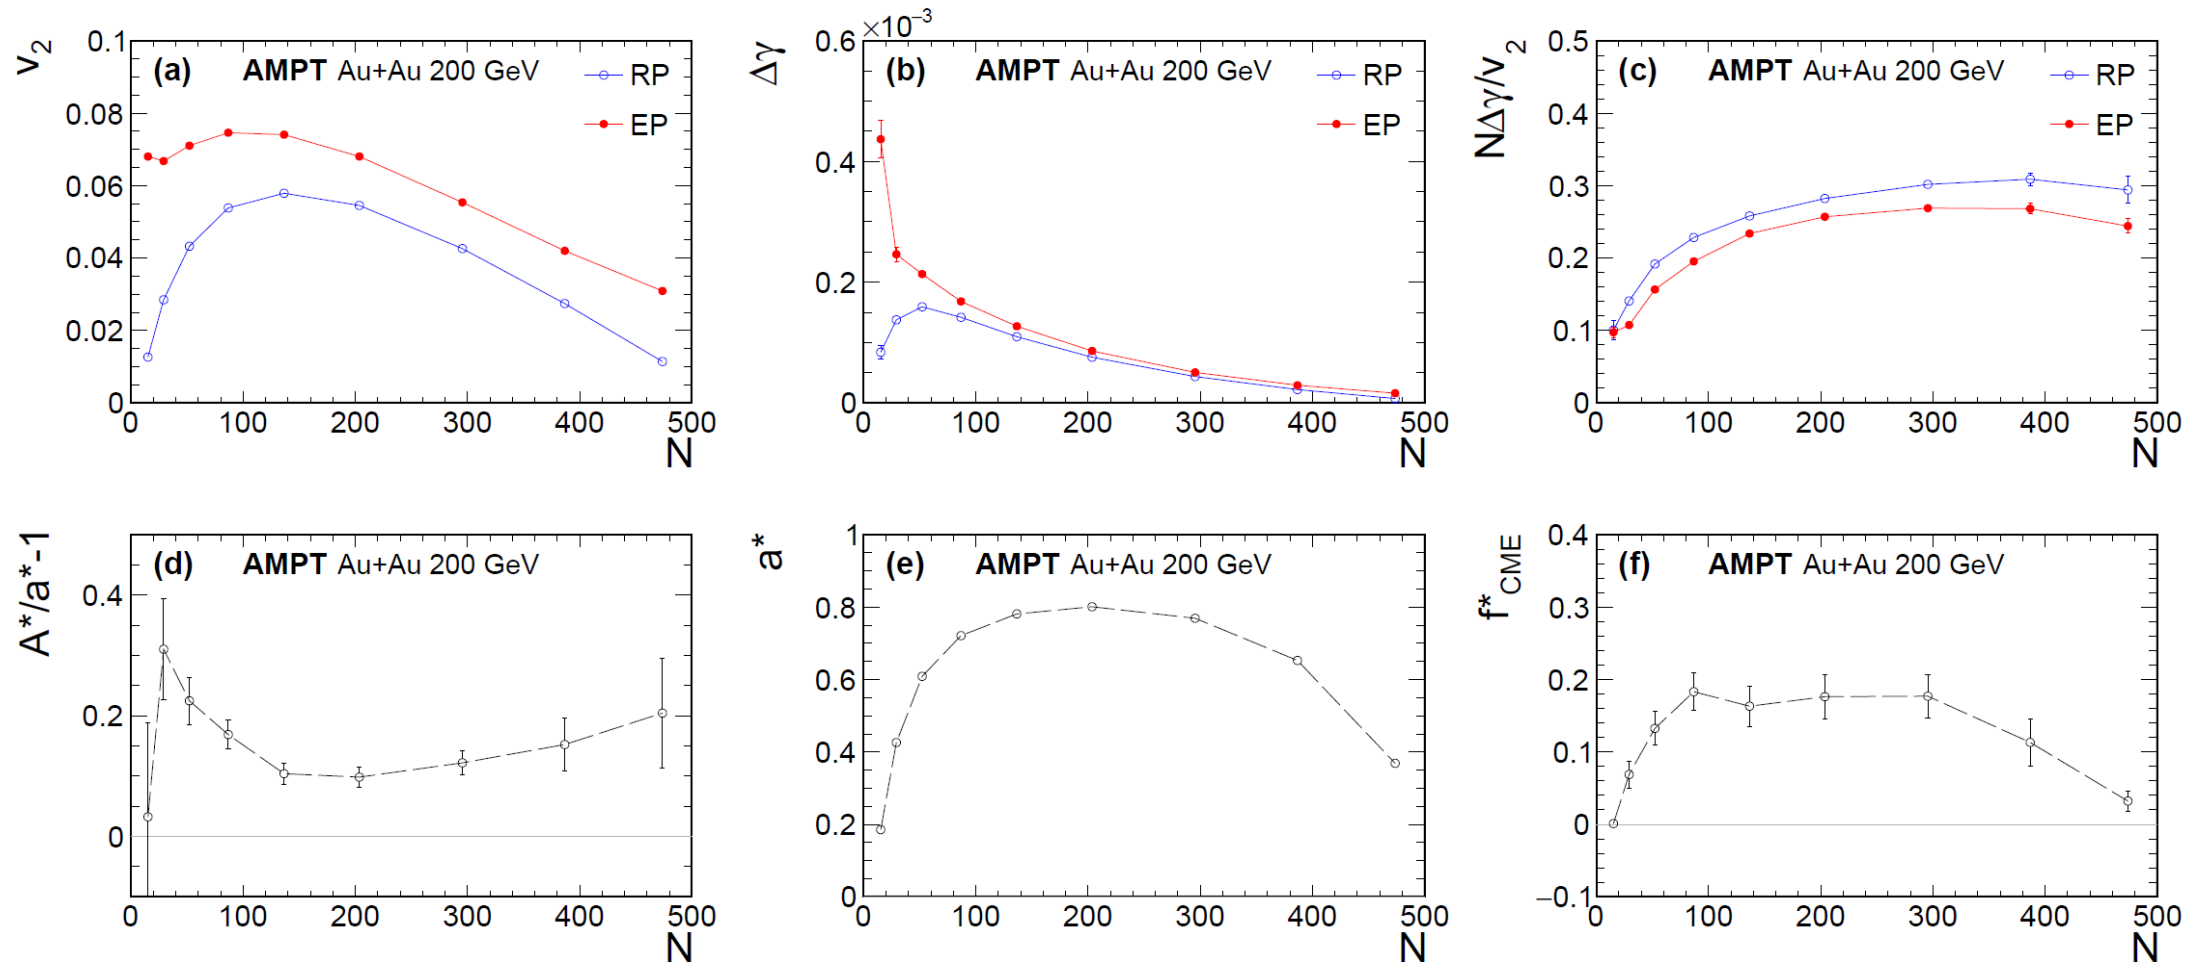 v2
0.1
0.08
0.06
0.04
0.02
0
(a)
AMPT Au+Au 200 GeV
RP
EP
0 100 200 300 400 500
N
Δγ
×10−3
0.6
0.4
0.2
0
(b)
AMPT Au+Au 200 GeV
RP
EP
0 100 200 300 400 500
N
NΔγ/v2
0.5
0.4
0.3
0.2
0.1
0
(c)
AMPT Au+Au 200 GeV
RP
EP
0 100 200 300 400 500
N
A*/a*-1
0.4
0.2
0
(d)
AMPT Au+Au 200 GeV
0 100 200 300 400 500
N
a*
1
0.8
0.6
0.4
0.2
0
(e)
AMPT Au+Au 200 GeV
0 100 200 300 400 500
N
f*CME
0.4
0.3
0.2
0.1
0
−0.1
(f)
AMPT Au+Au 200 GeV
0 100 200 300 400 500
N